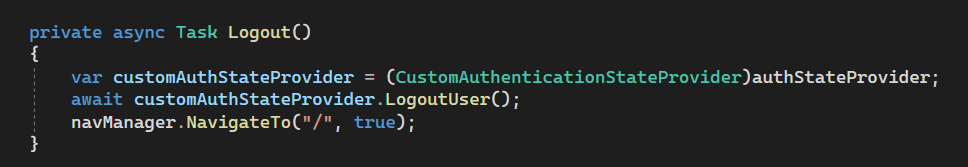 private async Task Logout()
{
    var customAuthStateProvider = (CustomAuthenticationStateProvider)authStateProvider;
    await customAuthStateProvider.LogoutUser();
    navManager.NavigateTo("/", true);
}